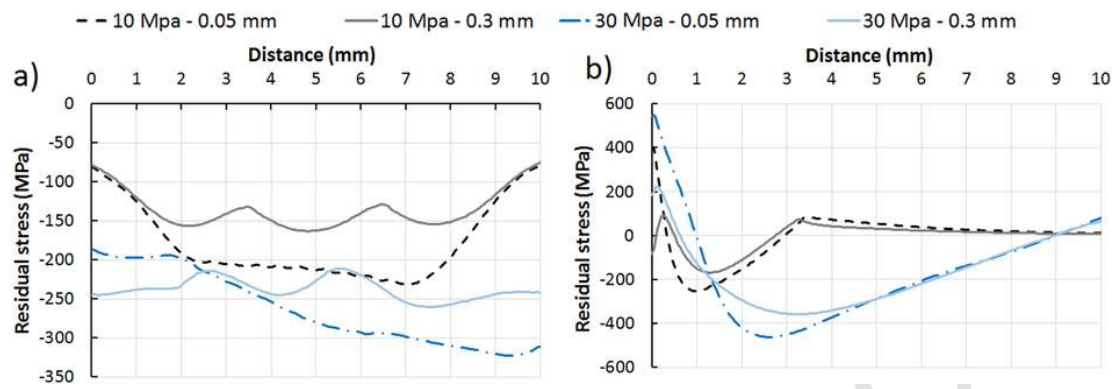 10 Mpa - 0.05 mm 10 Mpa - 0.3 mm 30 Mpa - 0.05 mm 30 Mpa - 0.3 mm
a)
Distance (mm)
0 1 2 3 4 5 6 7 8 9 10
Residual stress (MPa)
0
-50
-100
-150
-200
-250
-300
-350
b)
Distance (mm)
0 1 2 3 4 5 6 7 8 9 10
Residual stress (MPa)
600
400
200
0
-200
-400
-600